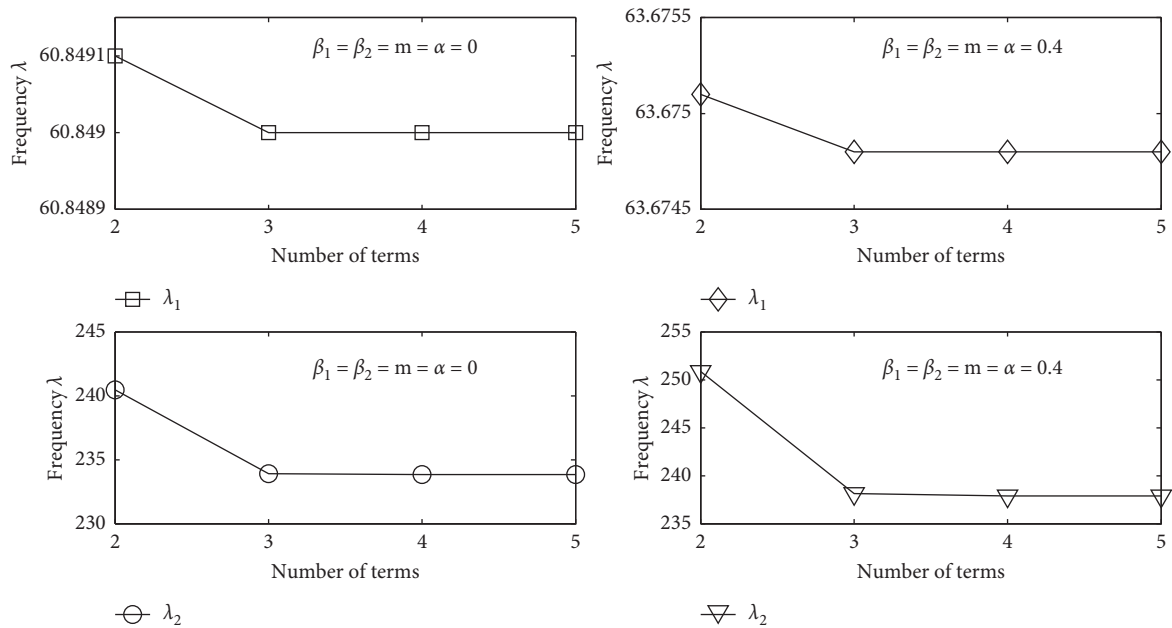 β1 = β2 = m = α = 0
Frequency λ
60.8491
60.849
60.8489
2 3 4 5
Number of terms
λ1
β1 = β2 = m = α = 0.4
Frequency λ
63.6755
63.675
63.6745
2 3 4 5
Number of terms
λ1
β1 = β2 = m = α = 0
Frequency λ
245
240
235
230
2 3 4 5
Number of terms
λ2
β1 = β2 = m = α = 0.4
Frequency λ
255
250
245
240
235
2 3 4 5
Number of terms
λ2